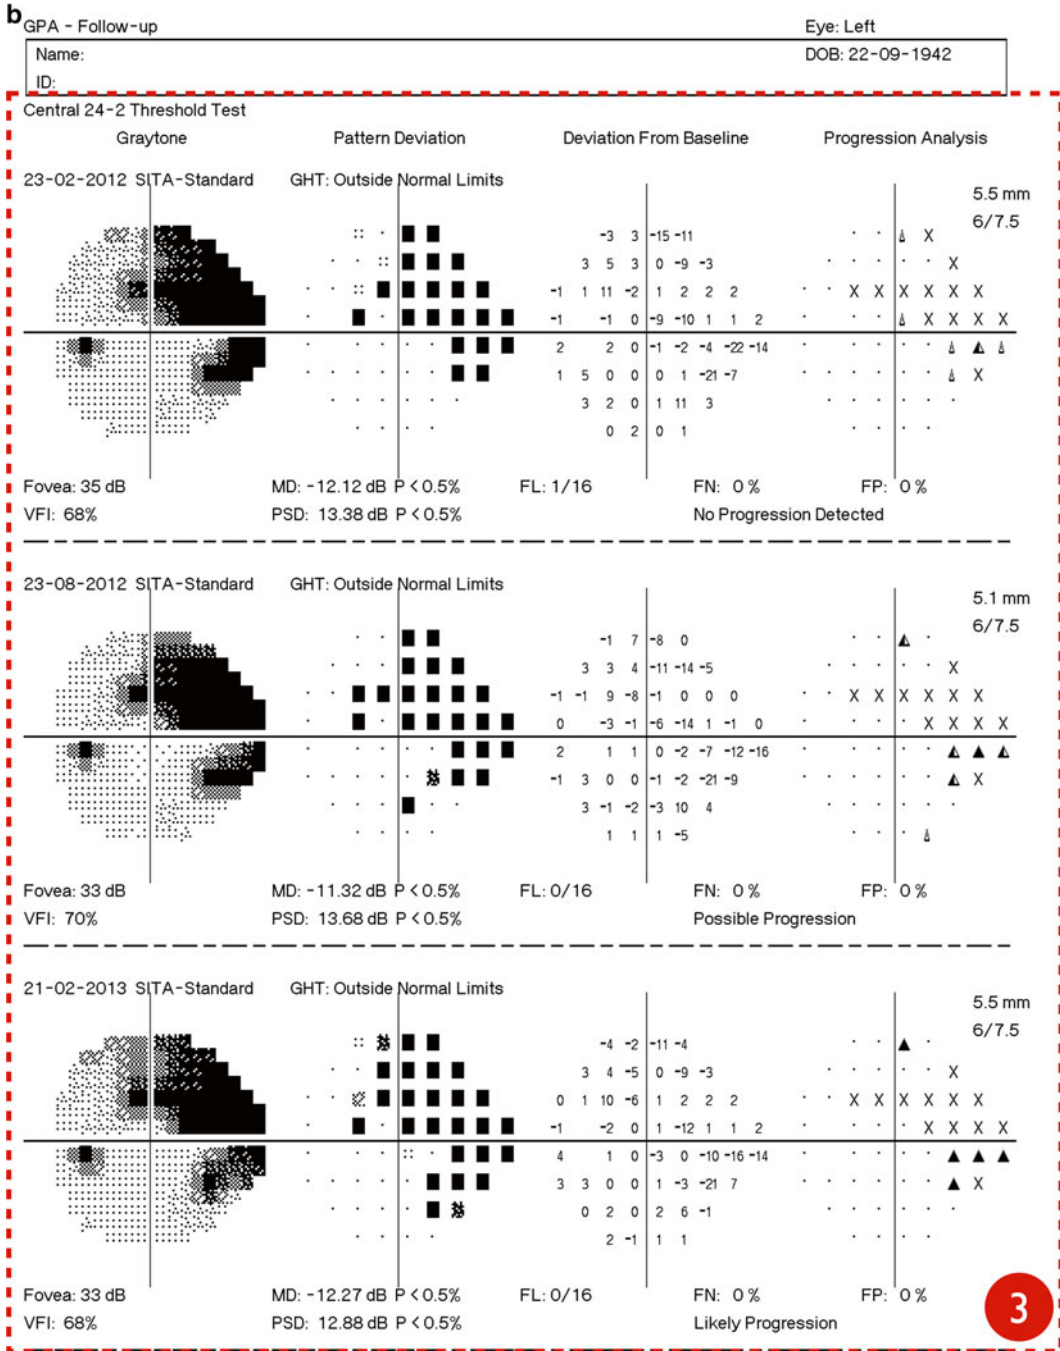 b
GPA - Follow-up Eye: Left
Name: DOB: 22-09-1942
ID:
Central 24-2 Threshold Test
Graytone Pattern Deviation Deviation From Baseline Progression Analysis
23-02-2012 SITA-Standard GHT: Outside Normal Limits
5.5 mm
6/7.5
-3 3 -15 -11 X
3 5 3 0 -9 -3 X
-1 1 11 -2 1 2 2 2 X X X X X X
-1 -1 0 -9 -10 1 1 2 X X X X
2 2 0 -1 -2 -4 -22 -14
1 5 0 0 0 1 -21 -7 X
3 2 0 1 11 3
0 2 0 1
Fovea: 35 dB MD: -12.12 dB P < 0.5% FL: 1/16 FN: 0 % FP: 0 %
VFI: 68% PSD: 13.38 dB P < 0.5% No Progression Detected
23-08-2012 SITA-Standard GHT: Outside Normal Limits
5.1 mm
6/7.5
-1 7 -8 0
3 3 4 -11 -14 -5 X
-1 -1 9 -8 -1 0 0 0 X X X X X X
0 -3 -1 -6 -14 1 -1 0 X X X X
2 1 1 0 -2 -7 -12 -16
-1 3 0 0 -1 -2 -21 -9 X
3 -1 -2 -3 10 4
1 1 1 -5
Fovea: 33 dB MD: -11.32 dB P < 0.5% FL: 0/16 FN: 0 % FP: 0 %
VFI: 70% PSD: 13.68 dB P < 0.5% Possible Progression
21-02-2013 SITA-Standard GHT: Outside Normal Limits
5.5 mm
6/7.5
-4 -2 -11 -4
3 4 -5 0 -9 -3 X
0 1 10 -6 1 2 2 2 X X X X X X
-1 -2 0 1 -12 1 1 2 X X X X
4 1 0 -3 0 -10 -16 -14
3 3 0 0 1 -3 -21 7 X
0 2 0 2 6 -1
2 -1 1 1
Fovea: 33 dB MD: -12.27 dB P < 0.5% FL: 0/16 FN: 0 % FP: 0 %
VFI: 68% PSD: 12.88 dB P < 0.5% Likely Progression
3